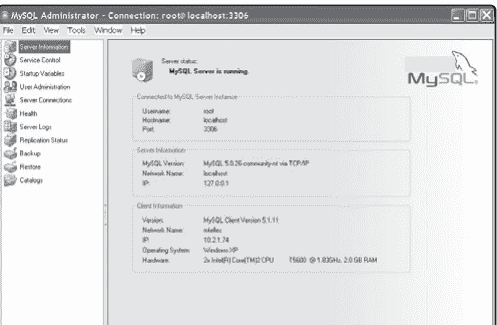 MySQL Administrator - Connection: root@localhost:3306
File Edit View Tools Window Help
Server Information
Service Control
Startup Variables
User Administration
Server Connections
Health
Server Logs
Replication Status
Backup
Restore
Catalogs
Server status:
MySQL Server is running.
MySQL
Connected to MySQL Server Instance
Username: root
Hostname: localhost
Port: 3306
Server Information
MySQL Version: MySQL 5.0.26-community-nt via TCP/IP
Network Name: localhost
IP: 127.0.0.1
Client Information
Version: MySQL Client Version 5.1.11
Network Name:
IP: 10.2.1.74
Operating System: Windows XP
Hardware: 2x Intel(R) Core(TM)2 CPU T5600 @ 1.83GHz, 2.0 GB RAM